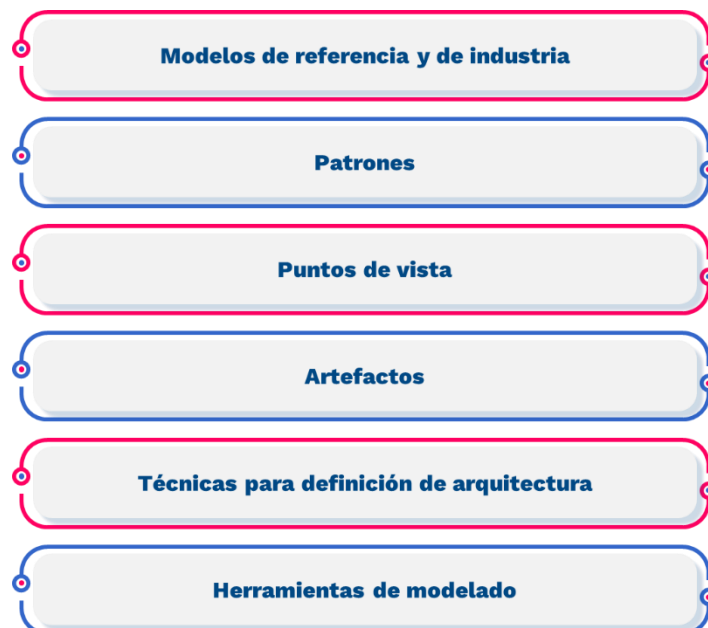 Modelos de referencia y de industria
Patrones
Puntos de vista
Artefactos
Técnicas para definición de arquitectura
Herramientas de modelado